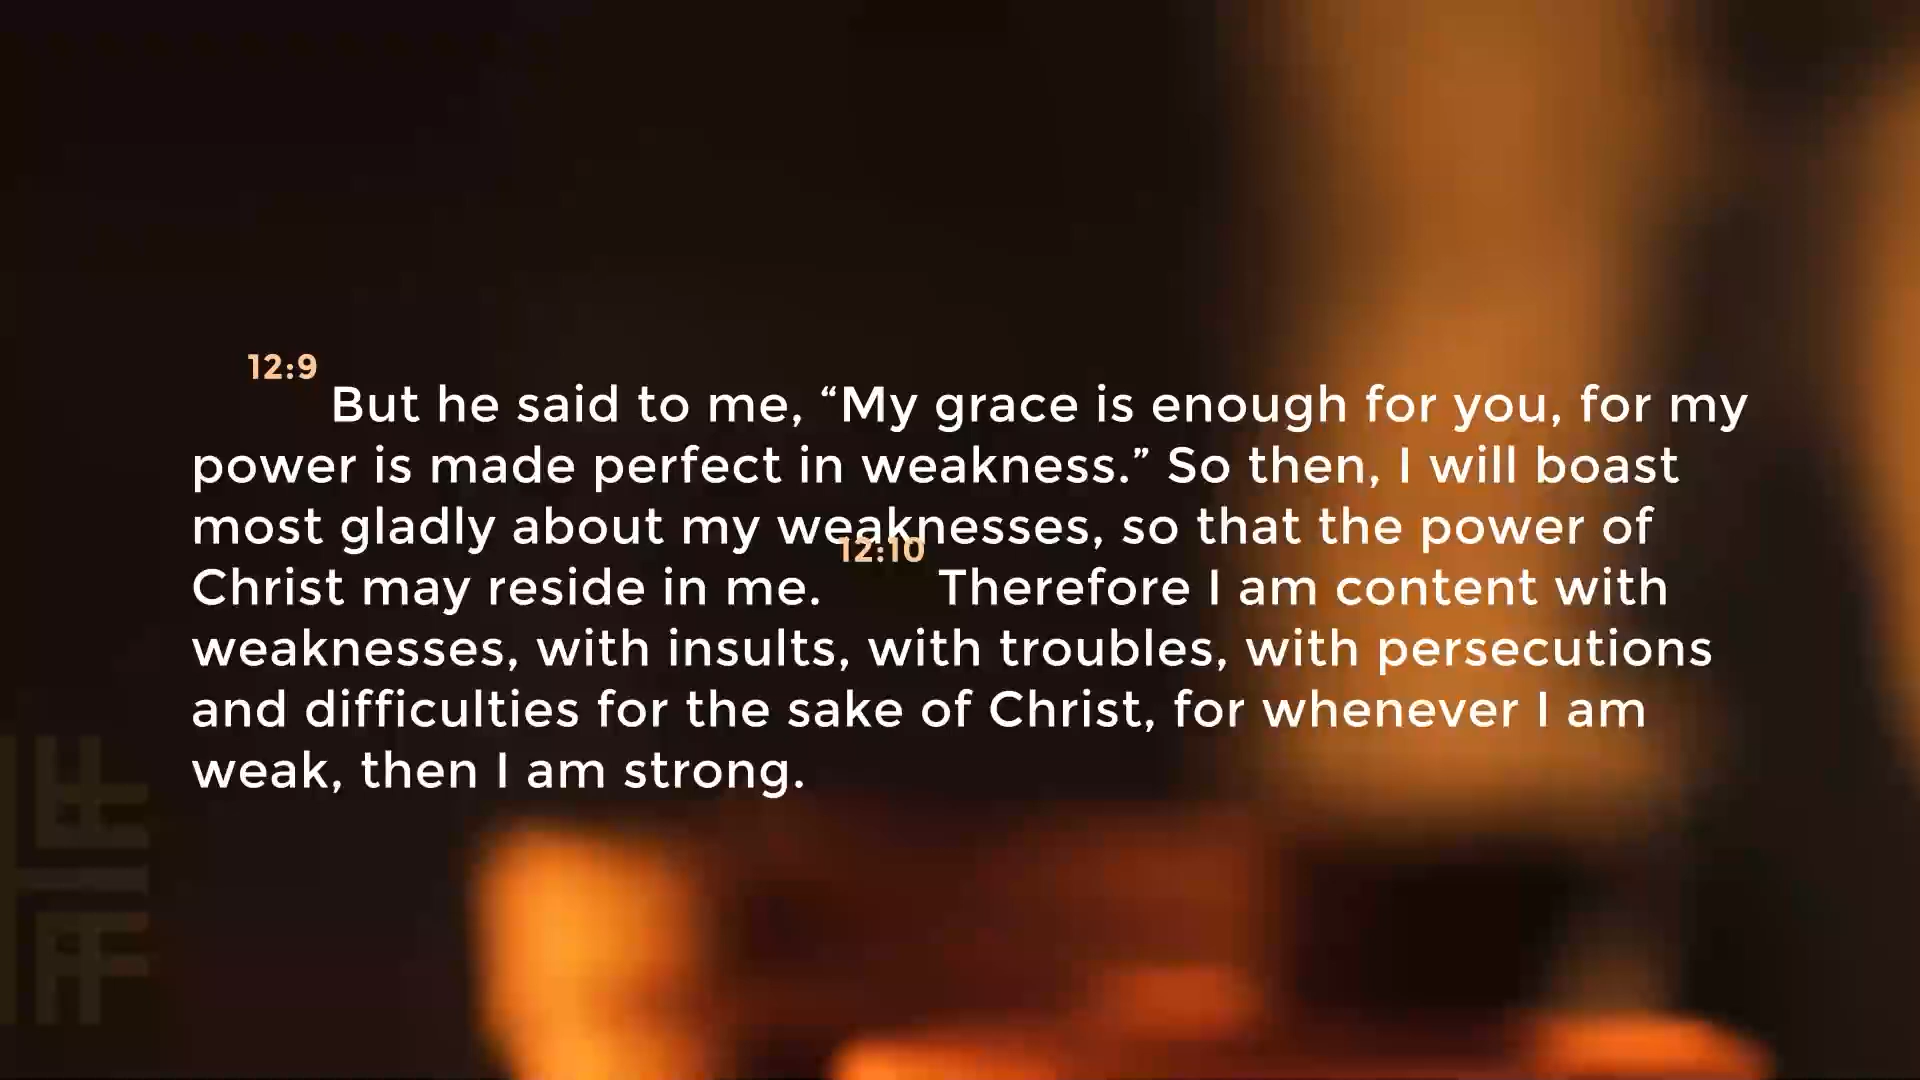 12:9 But he said to me, “My grace is enough for you, for my
power is made perfect in weakness.” So then, I will boast
most gladly about my weaknesses, so that the power of
Christ may reside in me. 12:10 Therefore I am content with
weaknesses, with insults, with troubles, with persecutions
and difficulties for the sake of Christ, for whenever I am
weak, then I am strong.